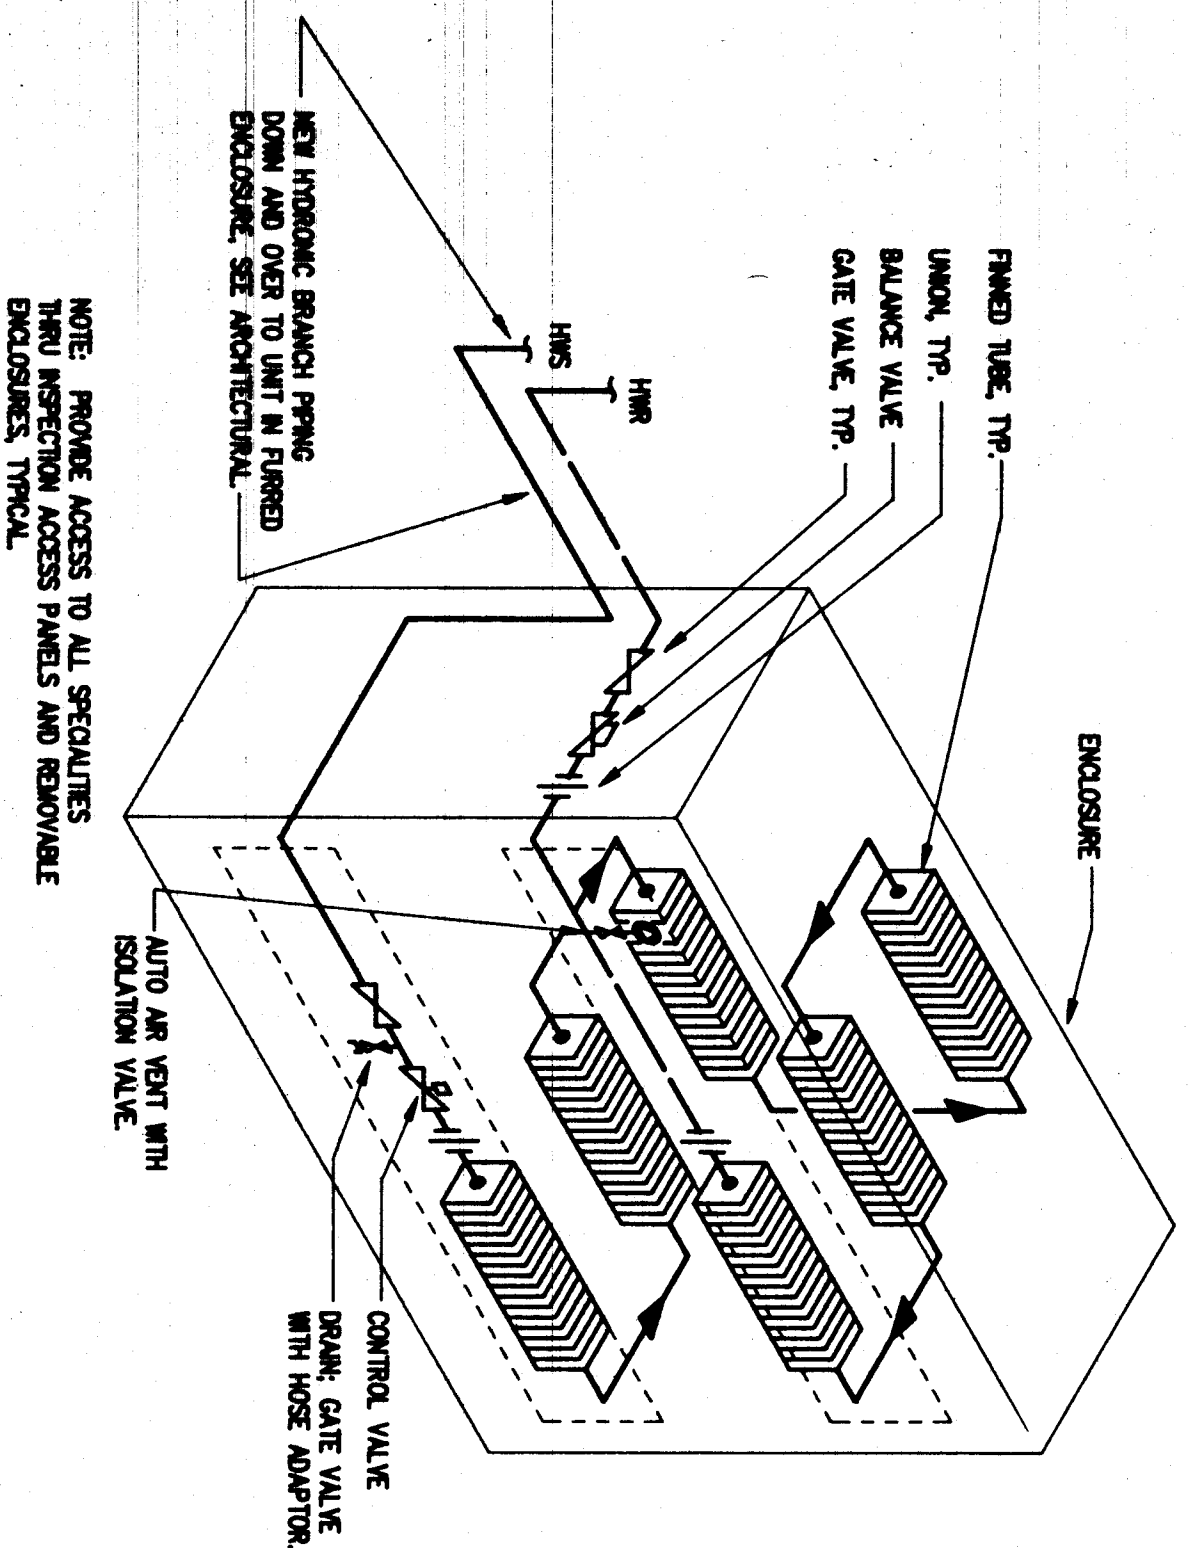 ENCLOSURE
FINNED TUBE, TYP.
UNION, TYP.
BALANCE VALVE
GATE VALVE, TYP.
HWR
HWS
NEW HYDRONIC BRANCH PIPING
DOWN AND OVER TO UNIT IN FURRED
ENCLOSURE, SEE ARCHITECTURAL.
CONTROL VALVE
DRAIN; GATE VALVE
WITH HOSE ADAPTOR.
AUTO AIR VENT WITH
ISOLATION VALVE.
NOTE: PROVIDE ACCESS TO ALL SPECIALITIES
THRU INSPECTION ACCESS PANELS AND REMOVABLE
ENCLOSURES, TYPICAL.